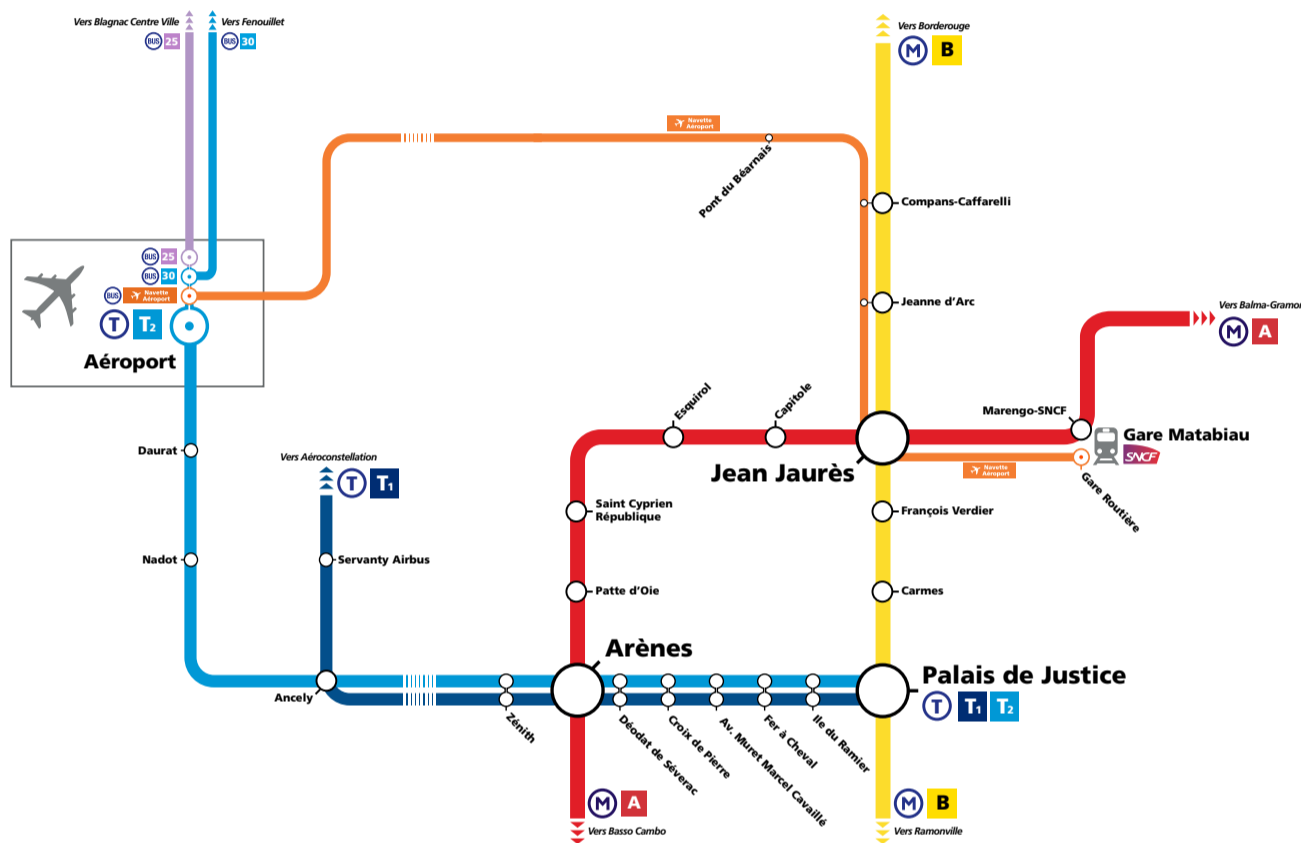 Vers Blagnac Centre Ville
BUS 25
Vers Fenouillet
BUS 30
Vers Borderouge
M B
Navette
Aéroport
Pont du Béarnais
Compans-Caffarelli
BUS 25
BUS 30
BUS Navette
Aéroport
T T2
Aéroport
Jeanne d'Arc
Vers Balma-Gramon
M A
Esquirol
Capitole
Marengo-SNCF
Gare Matabiau
SNCF
Jean Jaurès
Navette
Aéroport
Gare Routière
Daurat
Vers Aéroconstellation
T T1
Saint Cyprien
République
François Verdier
Nadot
Servanty Airbus
Patte d'Oie
Carmes
Arènes
Palais de Justice
T T1 T2
Ancely
Zénith
Déodat de Séverac
Croix de Pierre
Av. Muret Marcel Cavaillé
Fer à Cheval
Ile du Ramier
M A
Vers Basso Cambo
M B
Vers Ramonville